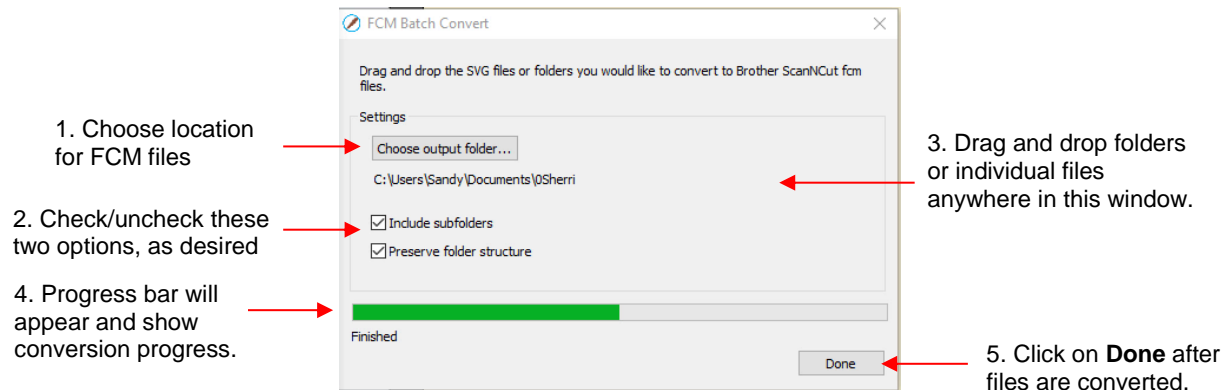 FCM Batch Convert
Drag and drop the SVG files or folders you would like to convert to Brother ScanNCut fcm
files.
Settings
1. Choose location
for FCM files
Choose output folder...
C:\Users\Sandy\Documents\0Sherri
3. Drag and drop folders
or individual files
anywhere in this window.
2. Check/uncheck these
two options, as desired
Include subfolders
Preserve folder structure
4. Progress bar will
appear and show
conversion progress.
Finished
Done
5. Click on Done after
files are converted.